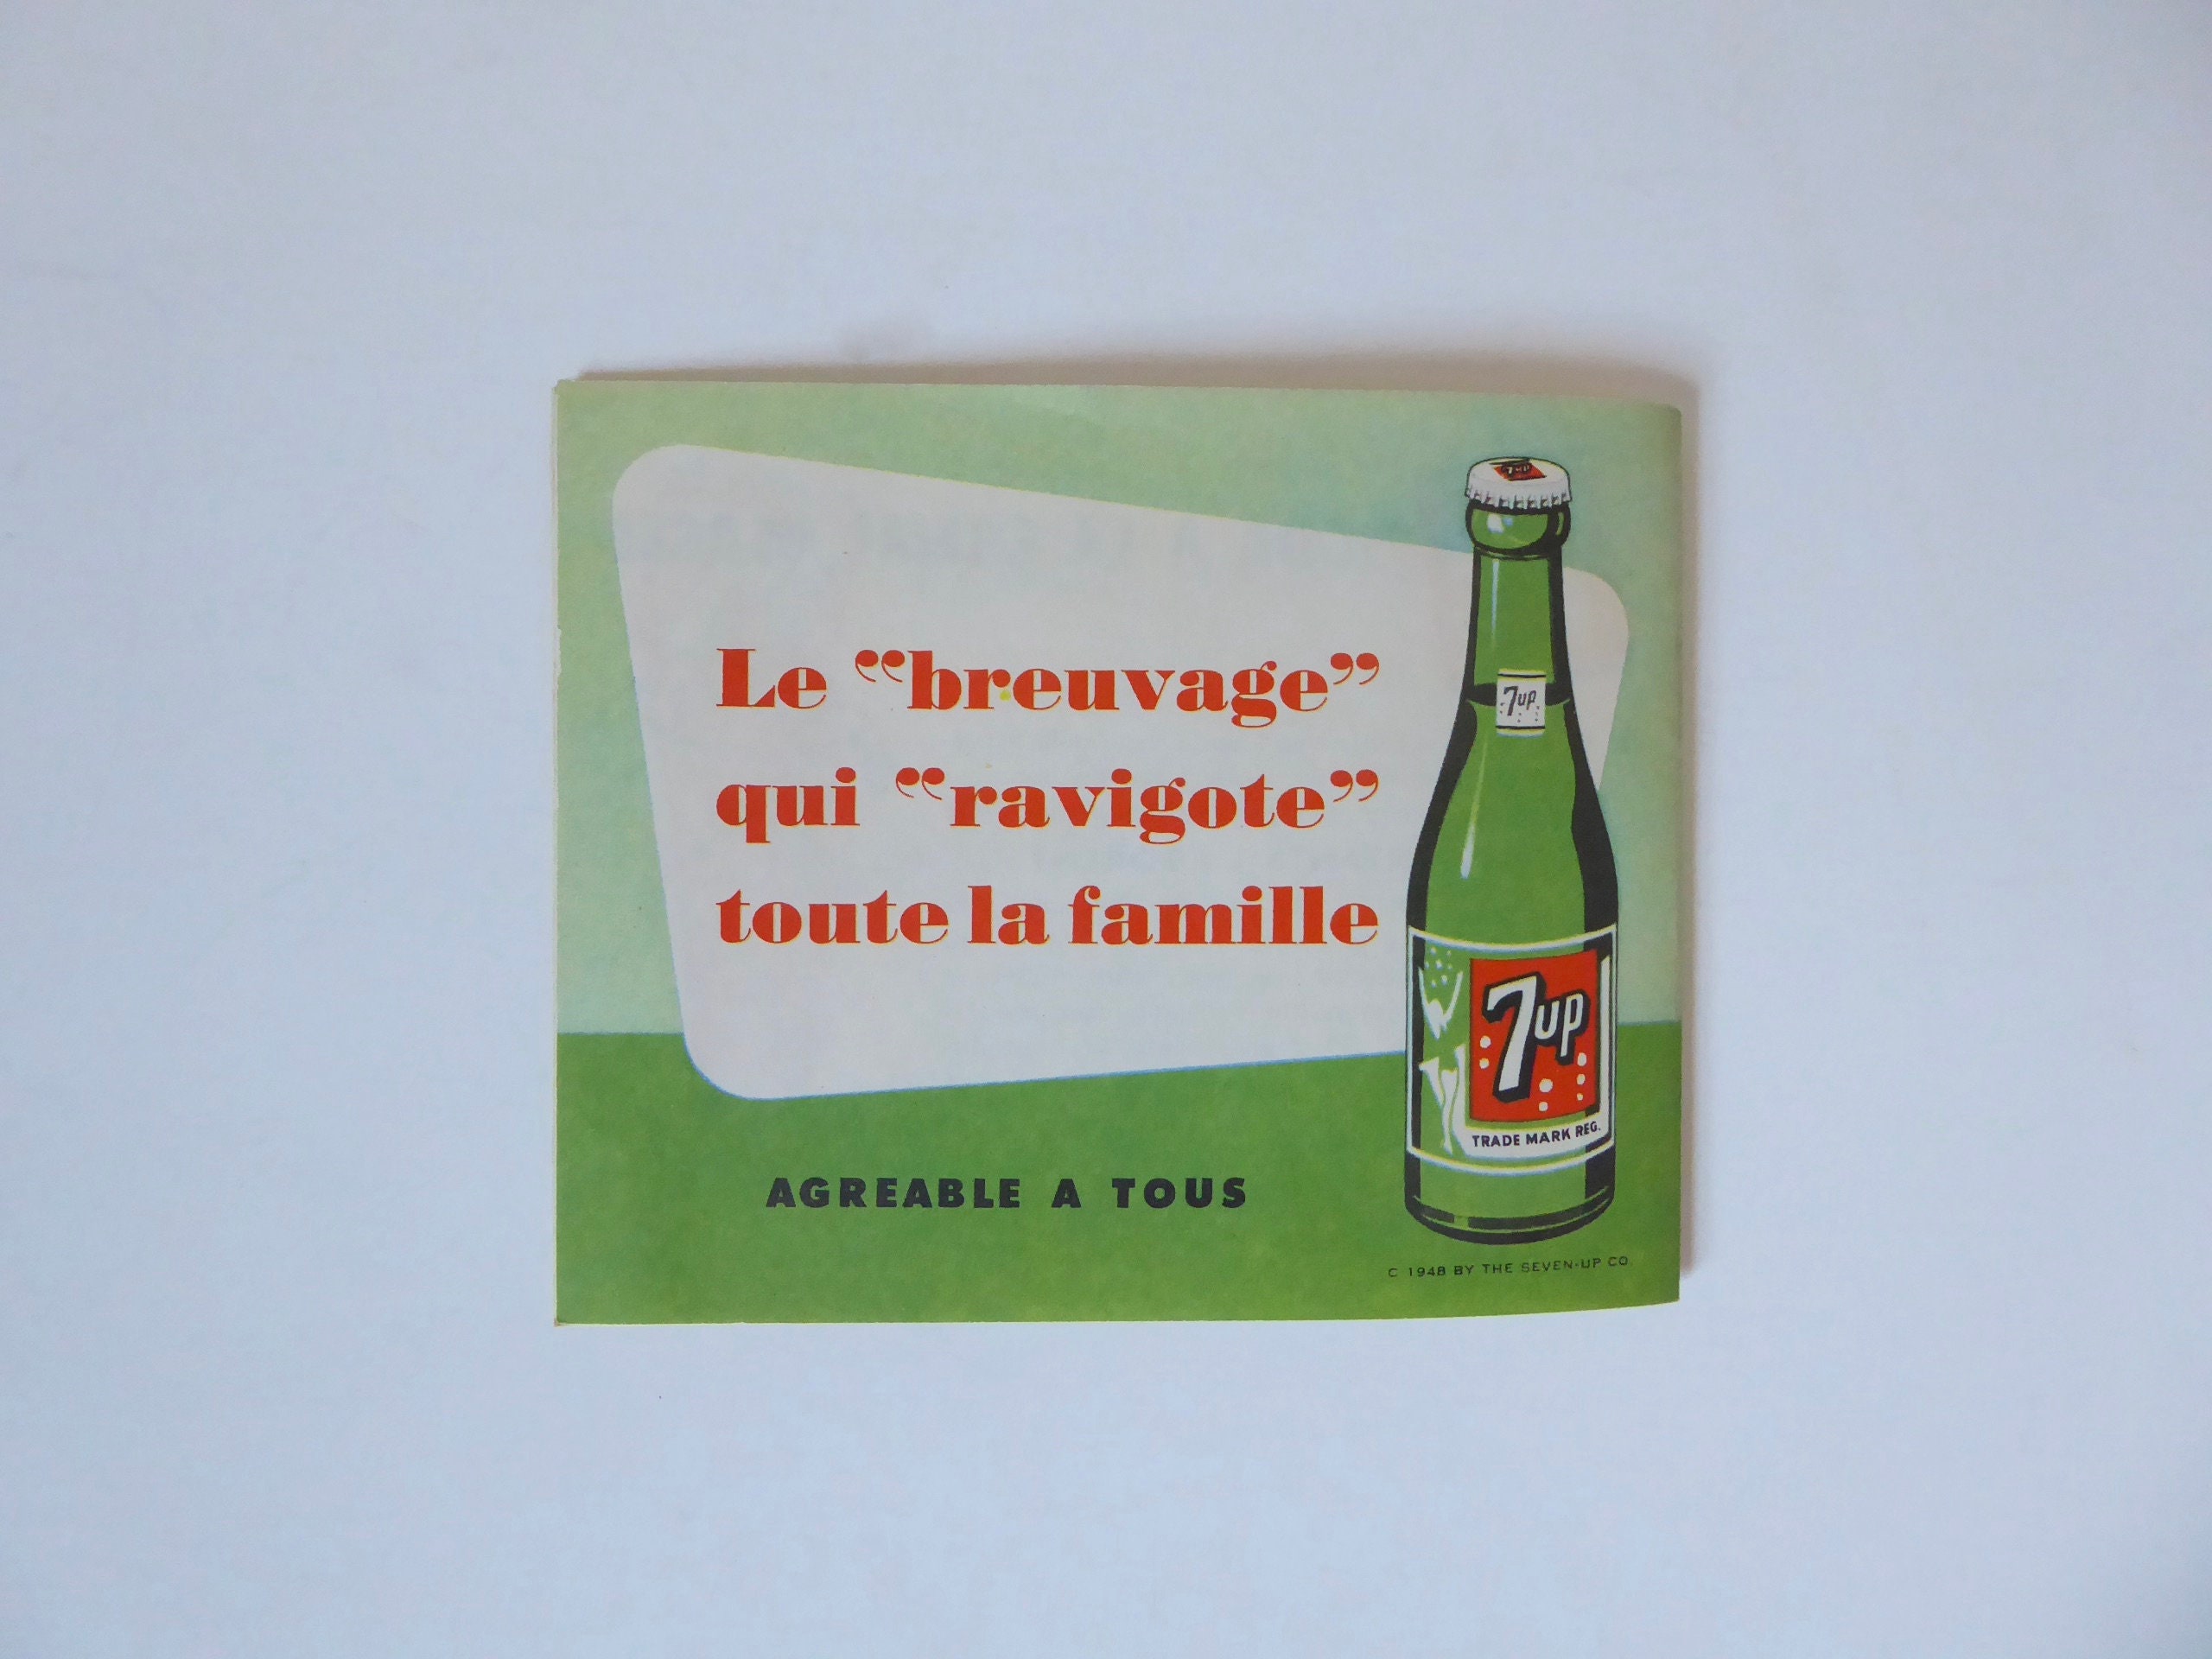 7up
Le “breuvage”
7up
qui “ravigote”
toute la famille
7up
TRADE MARK REG.
AGREABLE A TOUS
C 1948 BY THE SEVEN-UP CO.